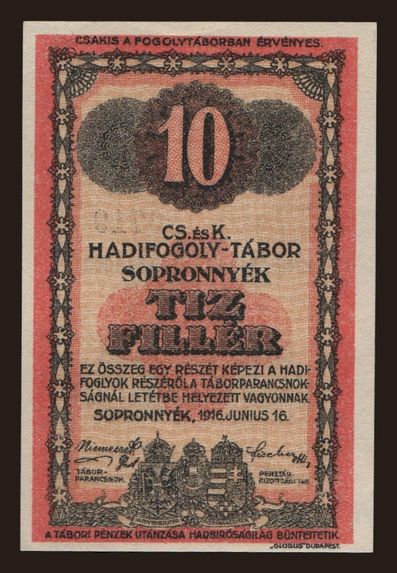 CSAKIS A FOGOLYTÁBORBAN ÉRVÉNYES.
10
CS. ÉS K.
HADIFOGOLY-TÁBOR
SOPRONNYÉK
TIZ
FILLÉR
EZ ÖSSZEG EGY RÉSZÉT KÉPEZI A HADI-
FOGLYOK RÉSZÉRŐL A TÁBORPARANCSNOK-
SÁGNÁL LETÉTBE HELYEZETT VAGYONNAK.
SOPRONNYÉK, 1916. JUNIUS 16.
TÁBOR-
PARANCSNOK.
PÉNZTÁR-
BIZOTTSÁGI TAG
A TÁBORI PÉNZEK UTÁNZÁSA HADBIRÓSÁGILAG BÜNTETTETIK.
„GLOBUS" BUDAPEST.